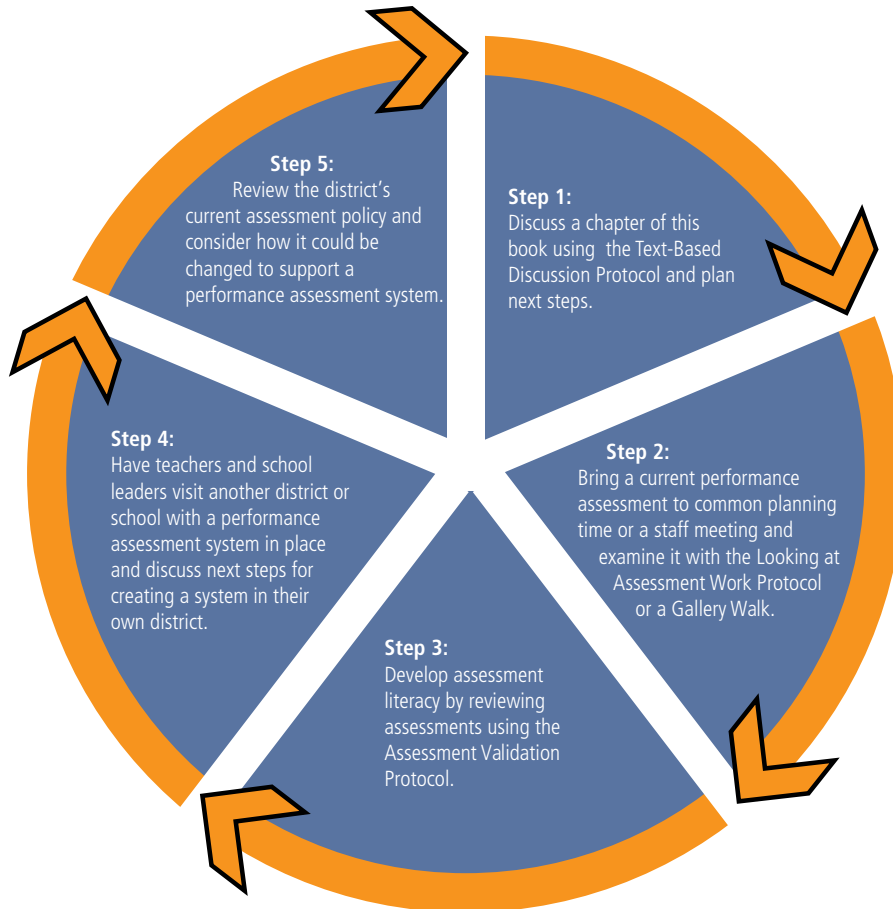 Step 1:
Discuss a chapter of this
book using the Text-Based
Discussion Protocol and plan
next steps.
Step 2:
Bring a current performance
assessment to common planning
time or a staff meeting and
examine it with the Looking at
Assessment Work Protocol
or a Gallery Walk.
Step 3:
Develop assessment
literacy by reviewing
assessments using the
Assessment Validation
Protocol.
Step 4:
Have teachers and school
leaders visit another district or
school with a performance
assessment system in place
and discuss next steps for
creating a system in their
own district.
Step 5:
Review the district’s
current assessment policy and
consider how it could be
changed to support a
performance assessment system.